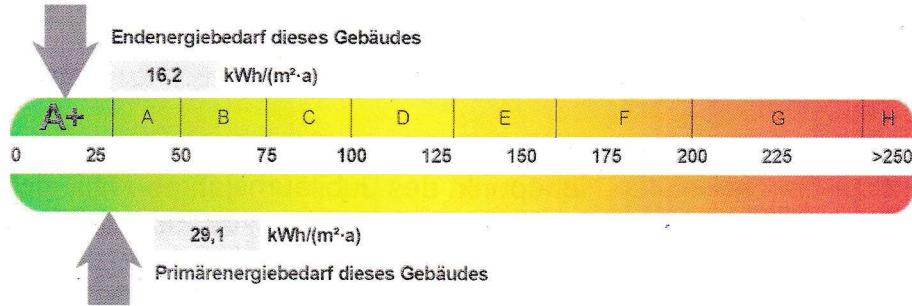 Endenergiebedarf dieses Gebäudes
16,2 kWh/(m²·a)
A+ A B C D E F G H
0 25 50 75 100 125 150 175 200 225 >250
29,1 kWh/(m²·a)
Primärenergiebedarf dieses Gebäudes